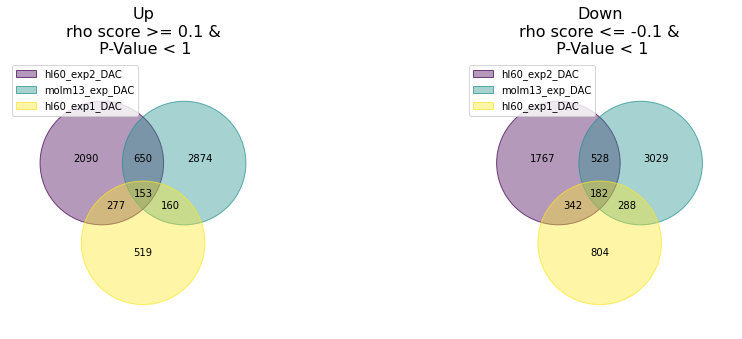 Up
rho score >= 0.1 &
P-Value < 1
hl60_exp2_DAC
molm13_exp_DAC
hl60_exp1_DAC
2090
650
2874
153
277
160
519
Down
rho score <= -0.1 &
P-Value < 1
hl60_exp2_DAC
molm13_exp_DAC
hl60_exp1_DAC
1767
528
3029
182
342
288
804